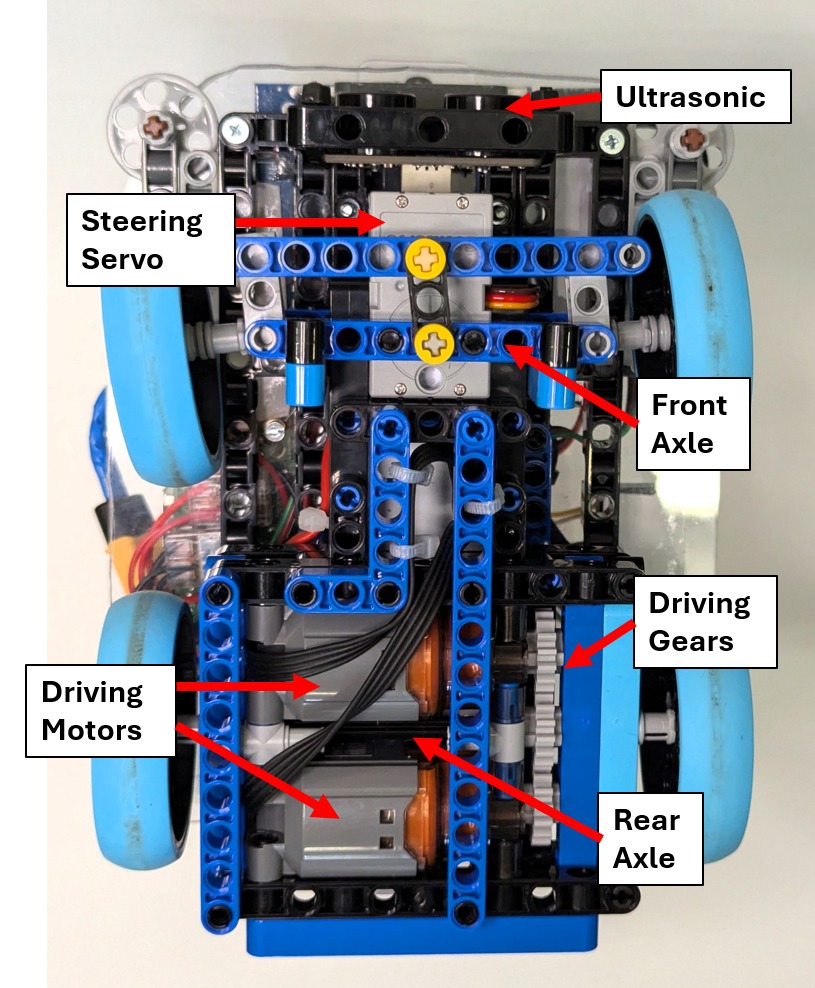 Ultrasonic
Steering
Servo
Front
Axle
Driving
Gears
Driving
Motors
Rear
Axle